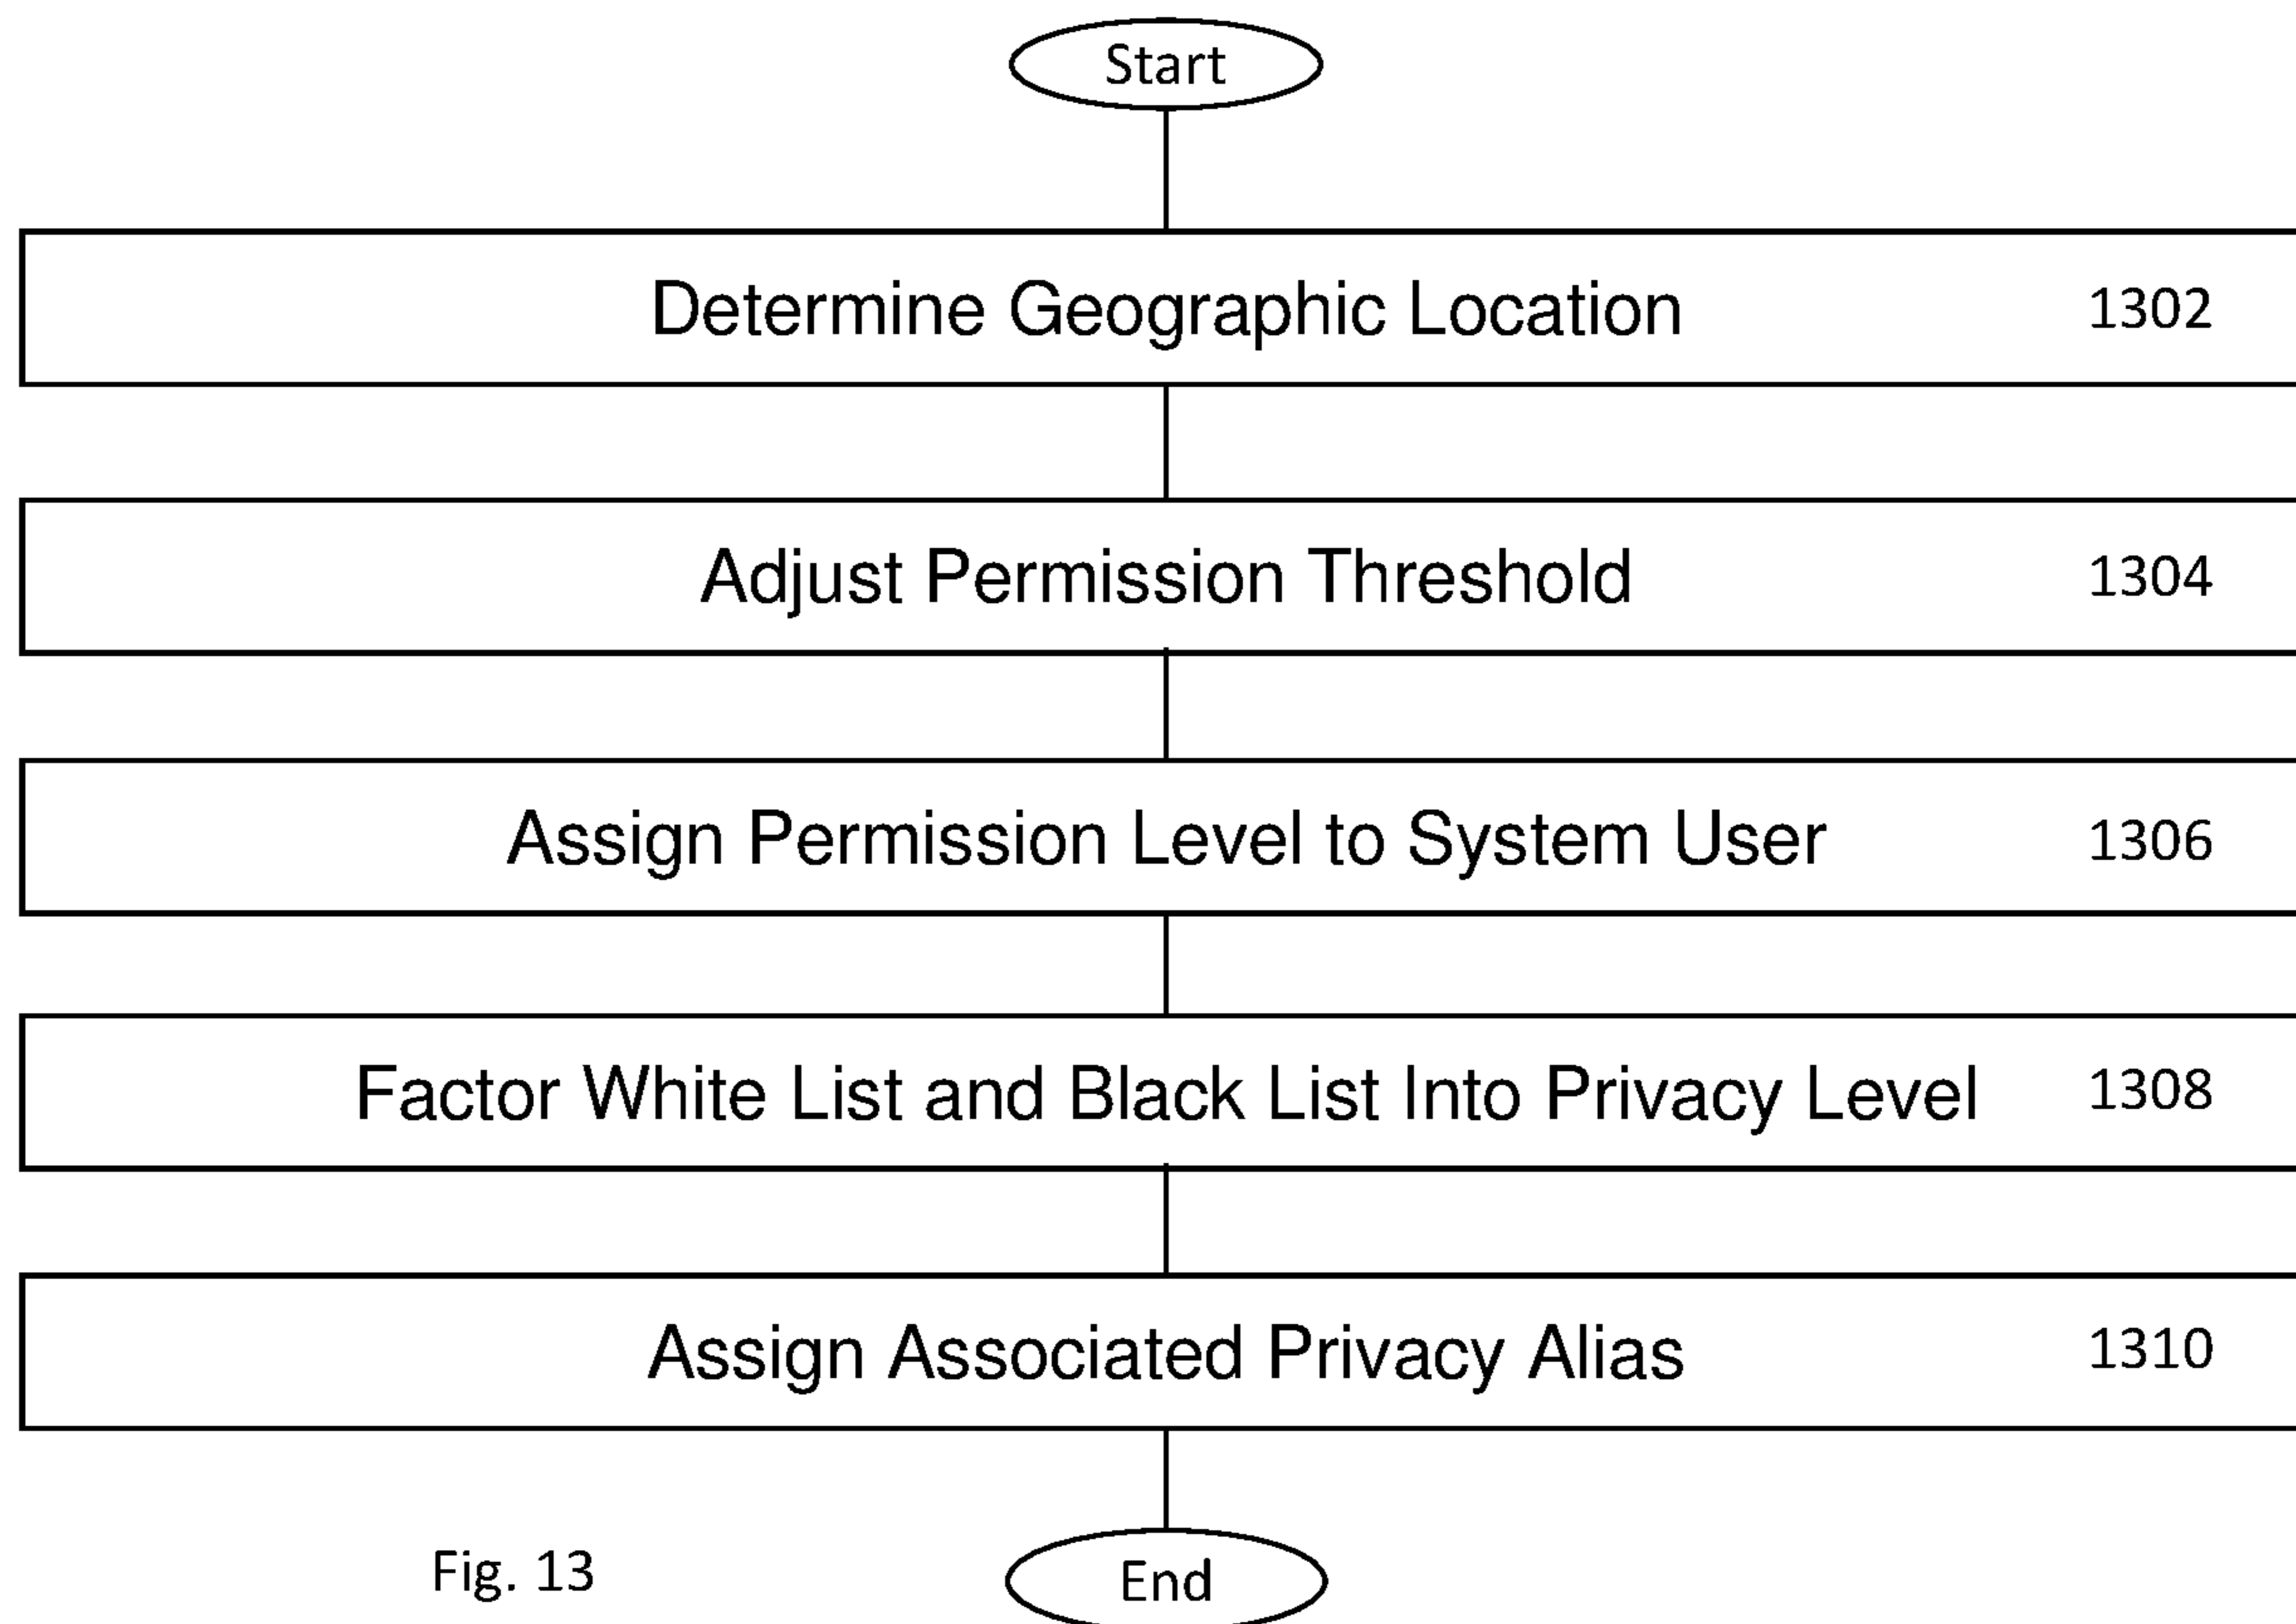 Start
Determine Geographic Location 1302
Adjust Permission Threshold 1304
Assign Permission Level to System User 1306
Factor White List and Black List Into Privacy Level 1308
Assign Associated Privacy Alias 1310
Fig. 13
End